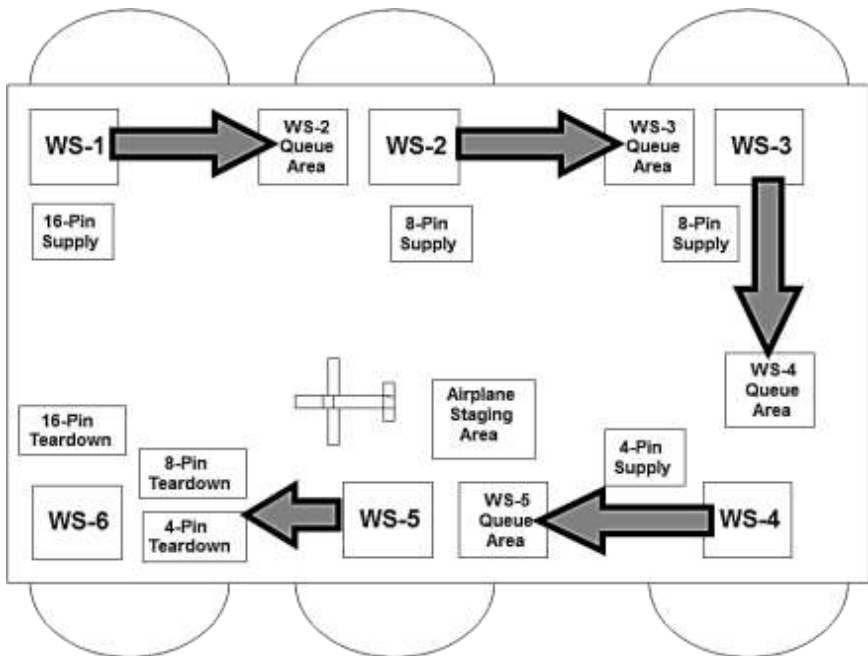 WS-1
WS-2
Queue
Area
WS-2
WS-3
Queue
Area
WS-3
16-Pin
Supply
8-Pin
Supply
8-Pin
Supply
WS-4
Queue
Area
Airplane
Staging
Area
16-Pin
Teardown
8-Pin
Teardown
4-Pin
Supply
WS-6
4-Pin
Teardown
WS-5
WS-5
Queue
Area
WS-4